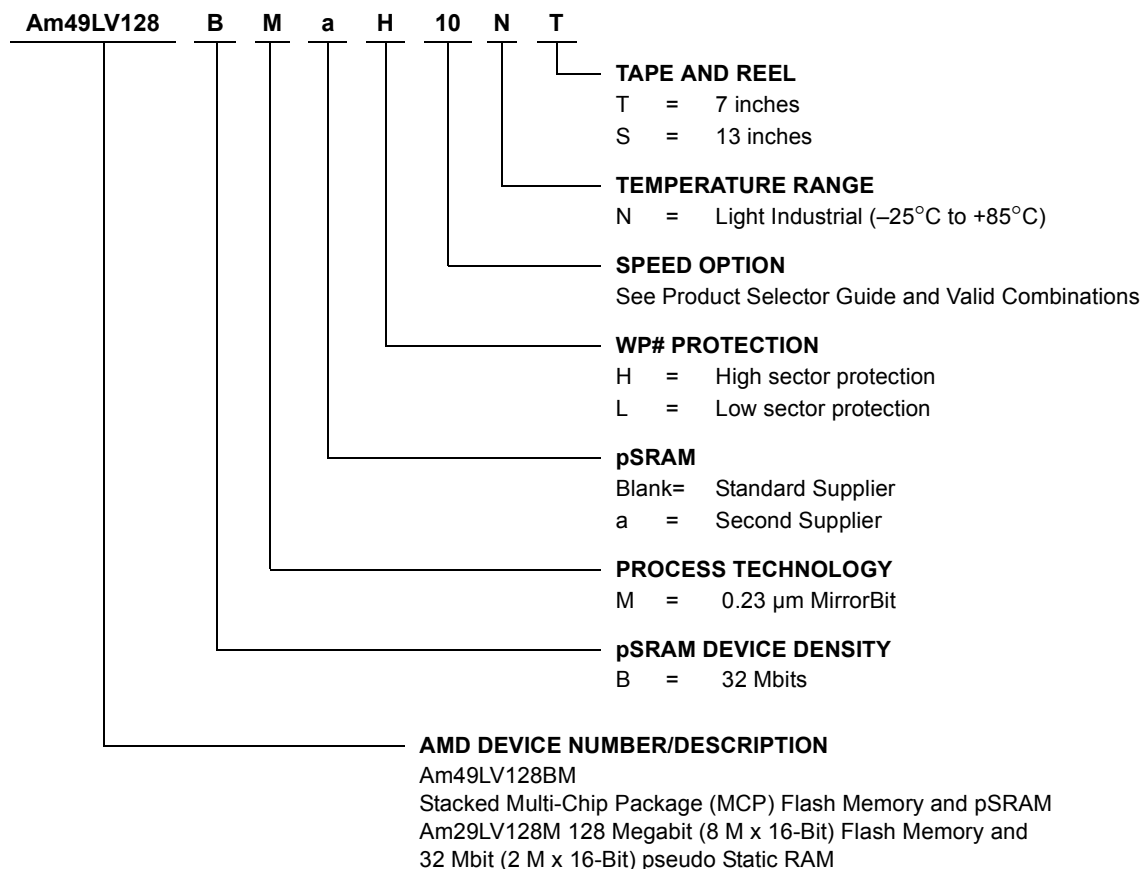 Am49LV128 B M a H 10 N T
TAPE AND REEL
T = 7 inches
S = 13 inches
TEMPERATURE RANGE
N = Light Industrial (–25°C to +85°C)
SPEED OPTION
See Product Selector Guide and Valid Combinations
WP# PROTECTION
H = High sector protection
L = Low sector protection
pSRAM
Blank= Standard Supplier
a = Second Supplier
PROCESS TECHNOLOGY
M = 0.23 µm MirrorBit
pSRAM DEVICE DENSITY
B = 32 Mbits
AMD DEVICE NUMBER/DESCRIPTION
Am49LV128BM
Stacked Multi-Chip Package (MCP) Flash Memory and pSRAM
Am29LV128M 128 Megabit (8 M x 16-Bit) Flash Memory and
32 Mbit (2 M x 16-Bit) pseudo Static RAM